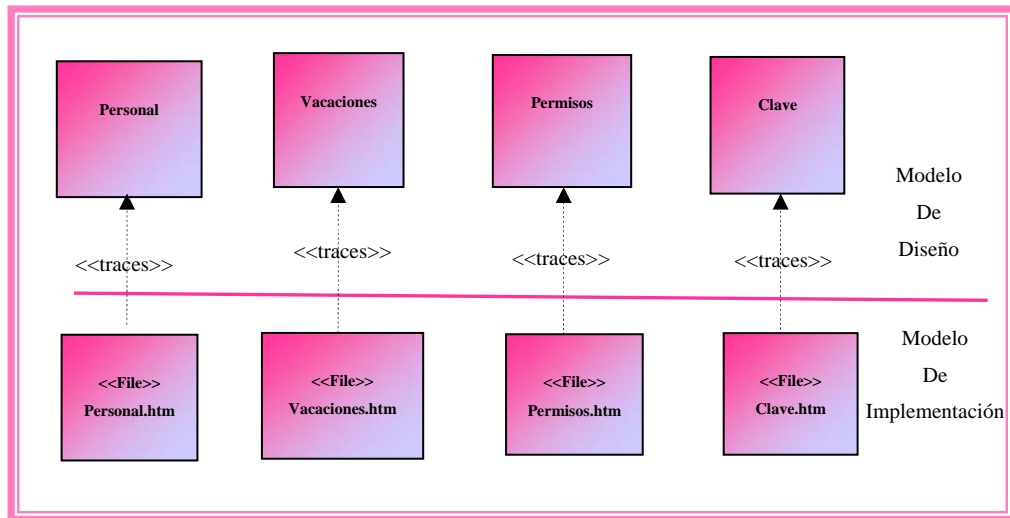 Personal
Vacaciones
Permisos
Clave
Modelo
De
Diseño
<<traces>>
<<traces>>
<<traces>>
<<traces>>
<<File>>
Personal.htm
<<File>>
Vacaciones.htm
<<File>>
Permisos.htm
<<File>>
Clave.htm
Modelo
De
Implementación